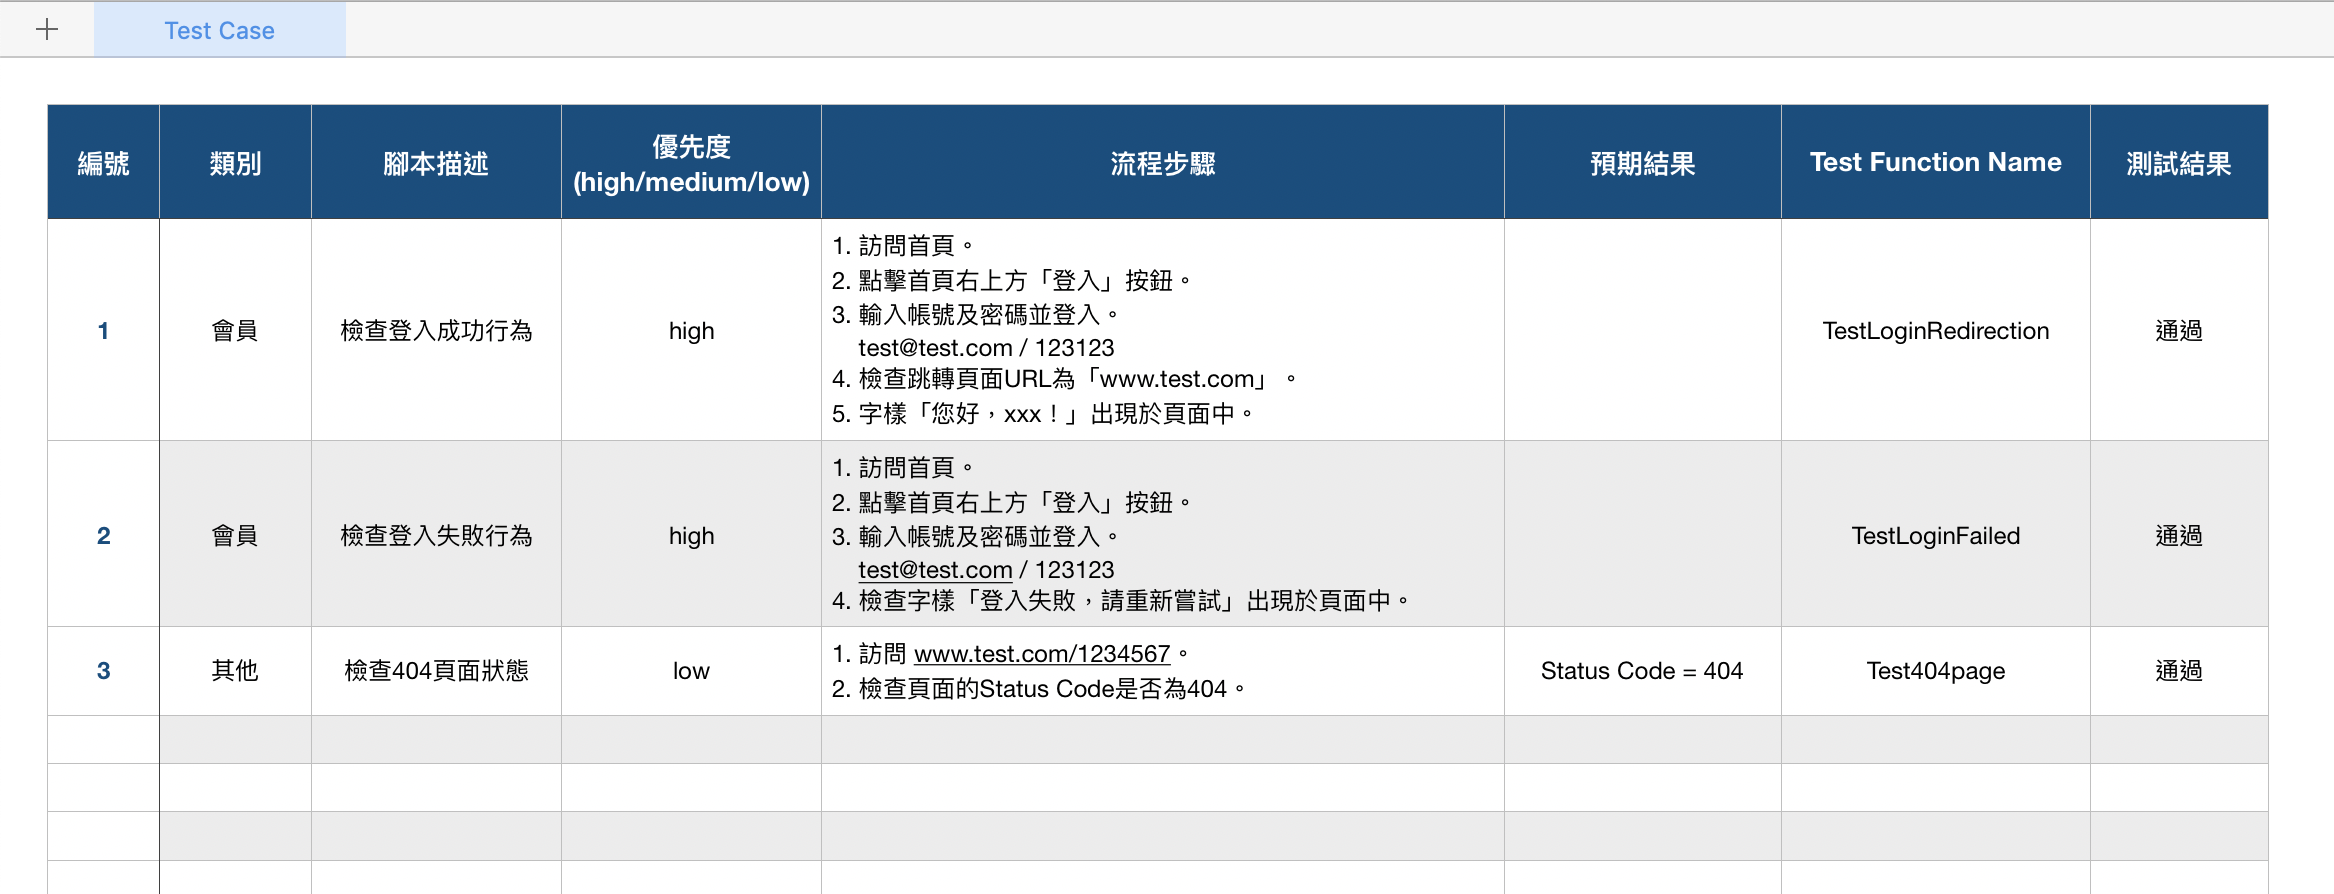 Test Case
編號
類別
腳本描述
優先度
(high/medium/low)
流程步驟
預期結果
Test Function Name
測試結果
1
會員
檢查登入成功行為
high
1. 訪問首頁。
2. 點擊首頁右上方「登入」按鈕。
3. 輸入帳號及密碼並登入。
test@test.com / 123123
4. 檢查跳轉頁面URL為「www.test.com」。
5. 字樣「您好，xxx！」出現於頁面中。
TestLoginRedirection
通過
2
會員
檢查登入失敗行為
high
1. 訪問首頁。
2. 點擊首頁右上方「登入」按鈕。
3. 輸入帳號及密碼並登入。
test@test.com / 123123
4. 檢查字樣「登入失敗，請重新嘗試」出現於頁面中。
TestLoginFailed
通過
3
其他
檢查404頁面狀態
low
1. 訪問 www.test.com/1234567。
2. 檢查頁面的Status Code是否為404。
Status Code = 404
Test404page
通過